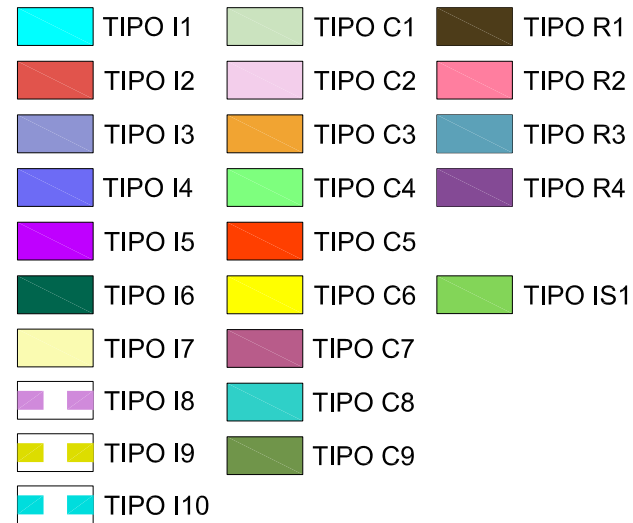 TIPO I1
TIPO I2
TIPO I3
TIPO I4
TIPO I5
TIPO I6
TIPO I7
TIPO I8
TIPO I9
TIPO I10
TIPO C1
TIPO C2
TIPO C3
TIPO C4
TIPO C5
TIPO C6
TIPO C7
TIPO C8
TIPO C9
TIPO R1
TIPO R2
TIPO R3
TIPO R4
TIPO IS1